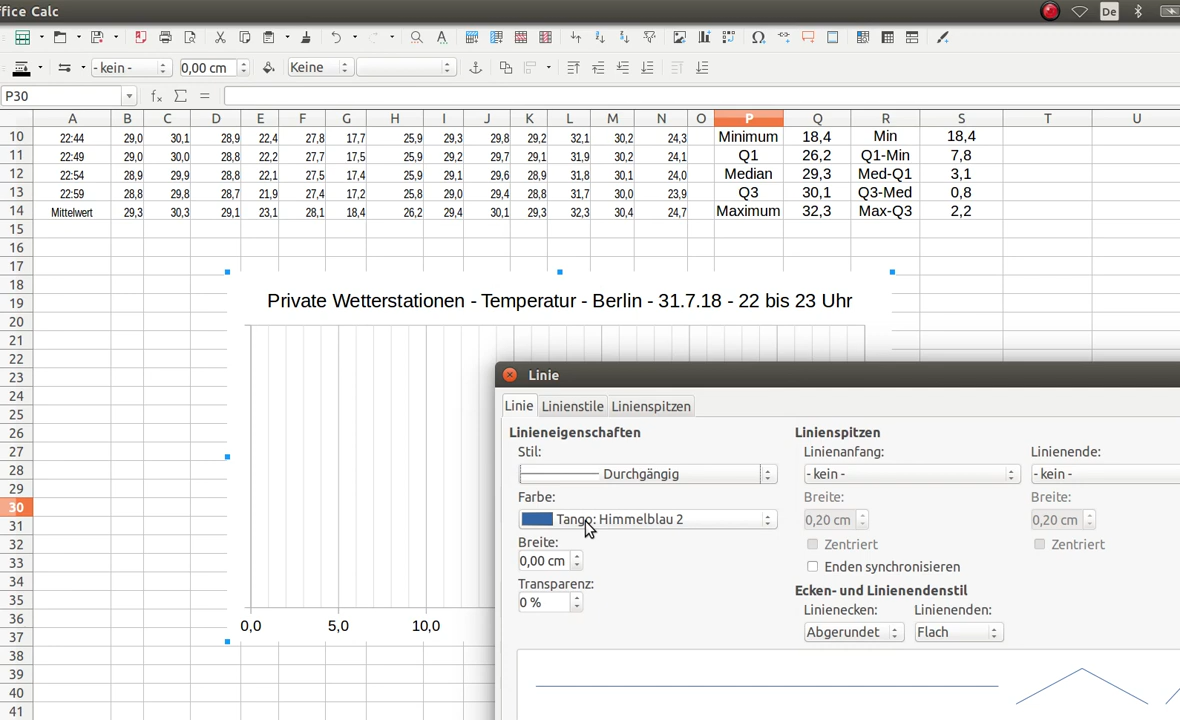 ffice Calc
De
- kein -
0,00 cm
Keine
P30
A B C D E F G H I J K L M N O P Q R S T U
10 22:44 29,0 30,1 28,9 22,4 27,8 17,7 25,9 29,3 29,8 29,2 32,1 30,2 24,3 Minimum 18,4 Min 18,4
11 22:49 29,0 30,0 28,8 22,2 27,7 17,5 25,9 29,2 29,7 29,1 31,9 30,2 24,1 Q1 26,2 Q1-Min 7,8
12 22:54 28,9 29,9 28,8 22,1 27,5 17,4 25,8 29,1 29,6 28,9 31,8 30,1 24,0 Median 29,3 Med-Q1 3,1
13 22:59 28,8 29,8 28,7 21,9 27,4 17,2 25,8 29,0 29,4 28,8 31,7 30,0 23,9 Q3 30,1 Q3-Med 0,8
14 Mittelwert 29,3 30,3 29,1 23,1 28,1 18,4 26,2 29,4 30,1 29,3 32,3 30,4 24,7 Maximum 32,3 Max-Q3 2,2
15
16
17
18
19
20
21
22
23
24
25
26
27
28
29
30
31
32
33
34
35
36
37
38
39
40
41
Private Wetterstationen - Temperatur - Berlin - 31.7.18 - 22 bis 23 Uhr
0,0 5,0 10,0
Linie
Linie Linienstile Linienspitzen
Linieneigenschaften
Stil:
Durchgängig
Farbe:
Tango: Himmelblau 2
Breite:
0,00 cm
Transparenz:
0 %
Linienspitzen
Linienanfang: Linienende:
- kein - - kein -
Breite: Breite:
0,20 cm 0,20 cm
Zentriert Zentriert
Enden synchronisieren
Ecken- und Linienendenstil
Linienecken: Linienenden:
Abgerundet Flach